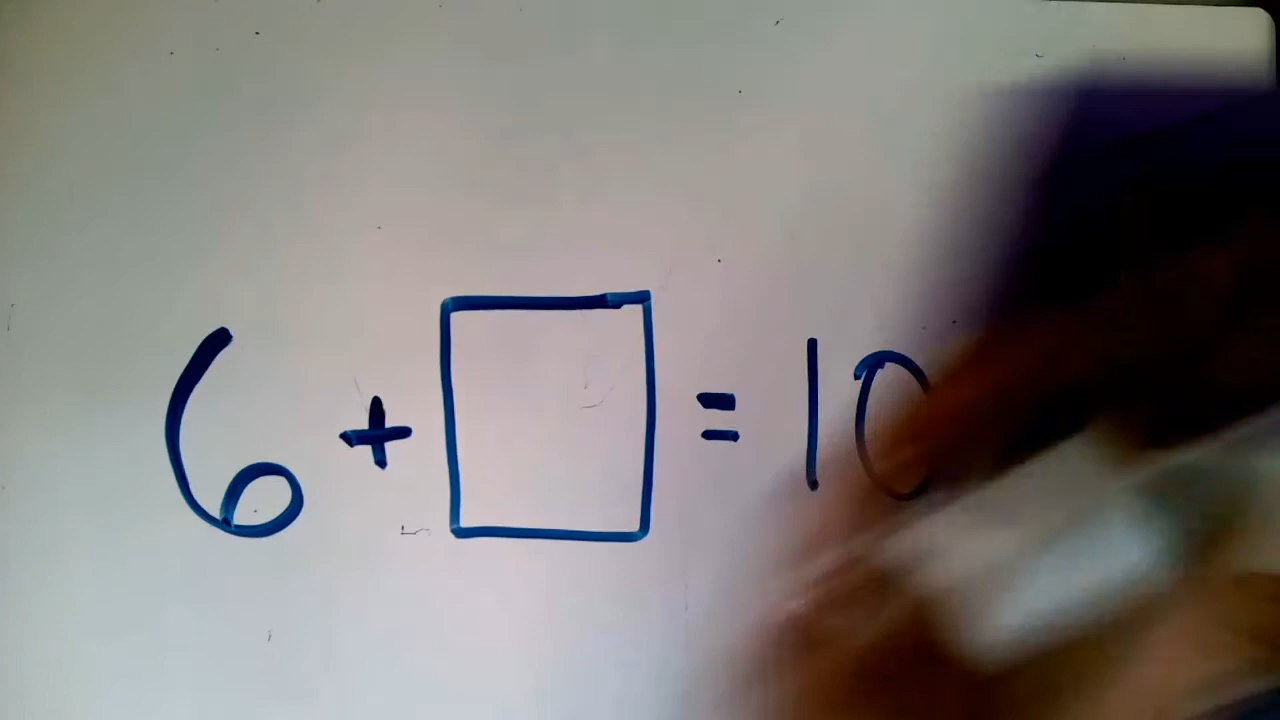 6 + □ = 10